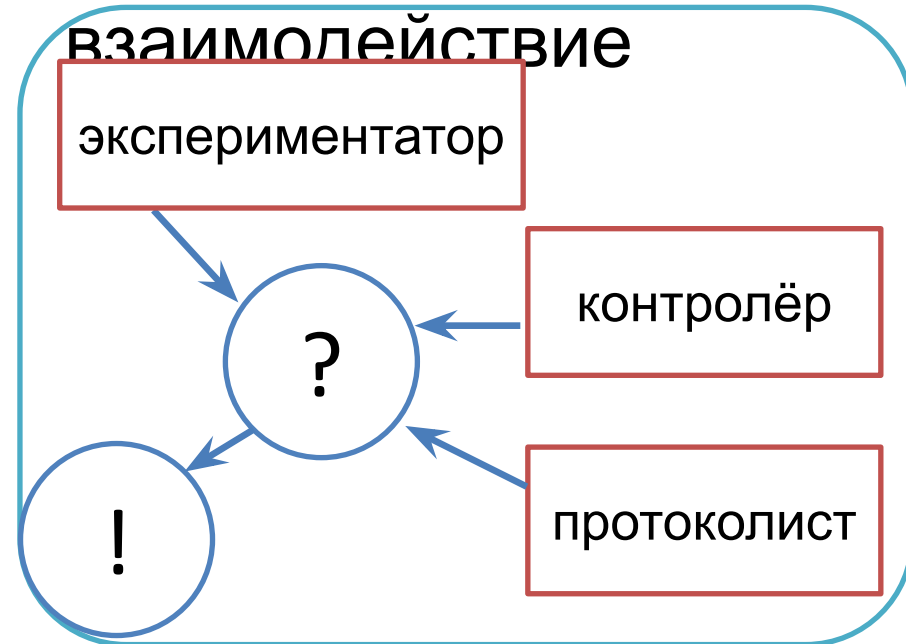 взаимодействие
экспериментатор
контролёр
?
протоколист
!